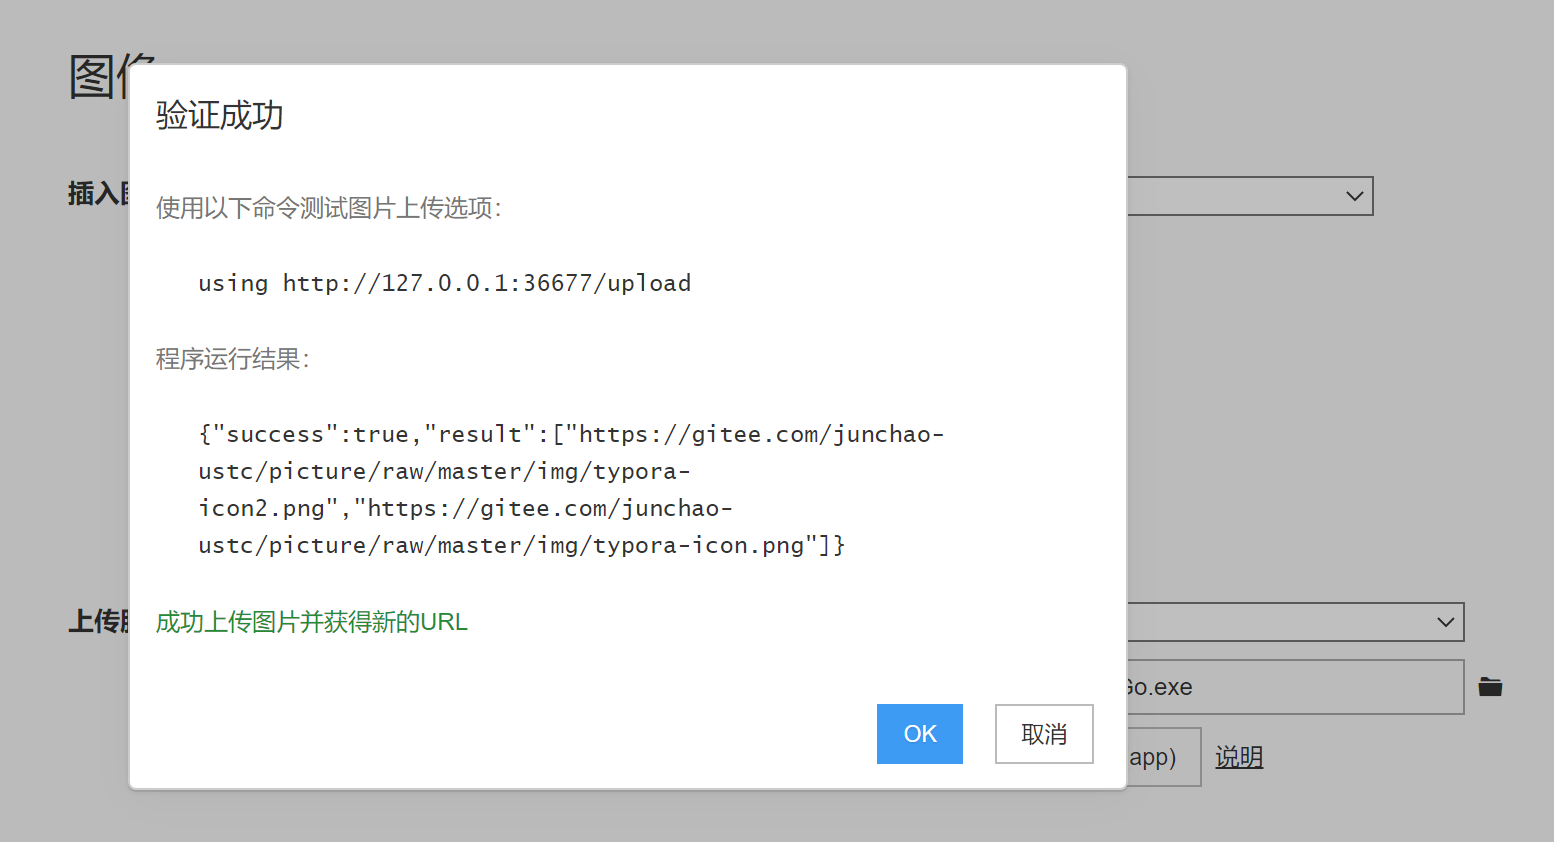 图像
验证成功
插入
使用以下命令测试图片上传选项:
using http://127.0.0.1:36677/upload
程序运行结果:
{"success":true,"result":["https://gitee.com/junchao-
ustc/picture/raw/master/img/typora-
icon2.png","https://gitee.com/junchao-
ustc/picture/raw/master/img/typora-icon.png"]}
上传
成功上传图片并获得新的URL
Go.exe
OK
取消
app)
说明